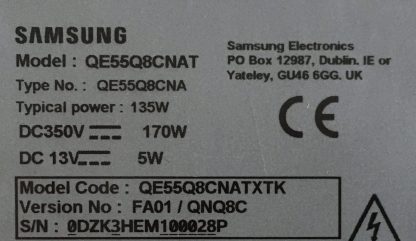 SAMSUNG
Model : QE55Q8CNAT
Type No. : QE55Q8CNA
Typical power : 135W
DC350V 170W
DC 13V 5W
Samsung Electronics
PO Box 12987, Dublin. IE or
Yateley, GU46 6GG. UK
CE
Model Code : QE55Q8CNATXTK
Version No : FA01 / QNQ8C
S/N : 0DZK3HEM100028P